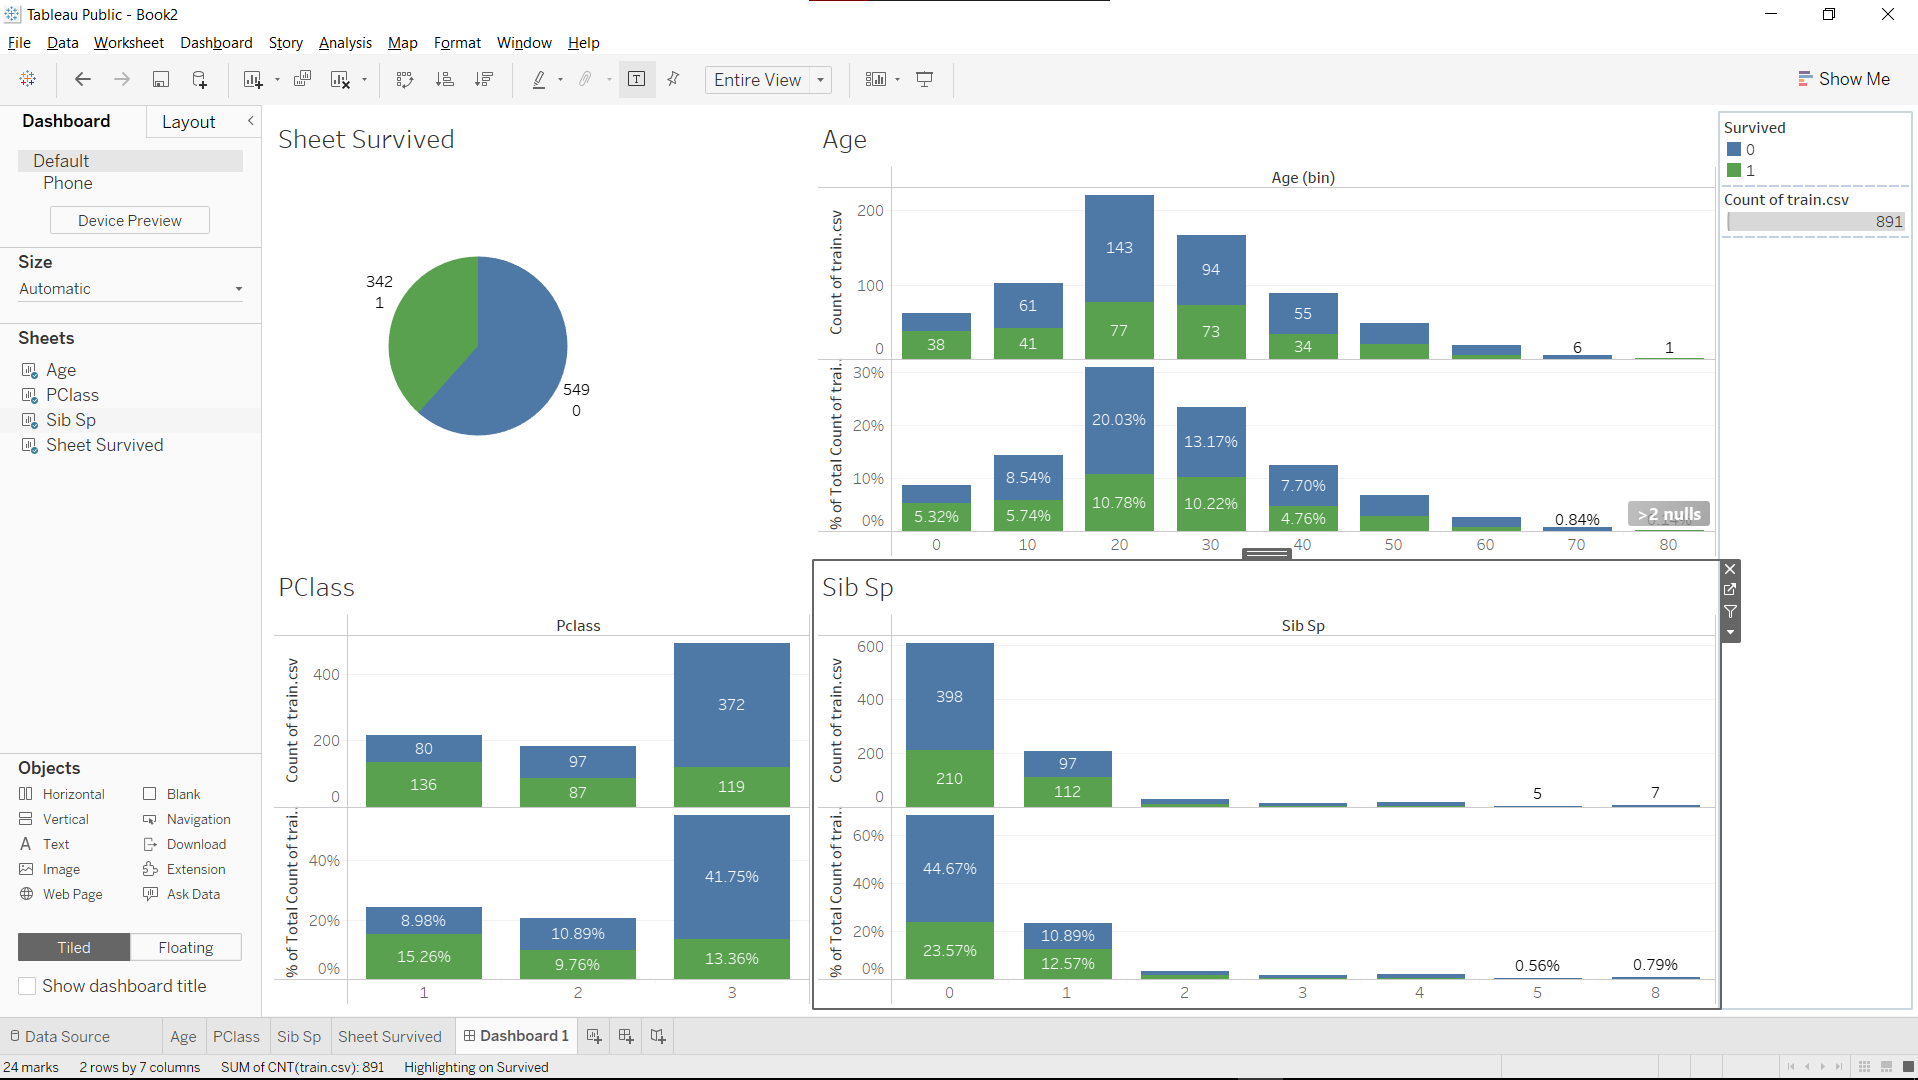 Tableau Public - Book2
File Data Worksheet Dashboard Story Analysis Map Format Window Help
Entire View
Show Me
Dashboard
Layout
Default
Phone
Device Preview
Size
Automatic
Sheets
Age
PClass
Sib Sp
Sheet Survived
Objects
Horizontal
Blank
Vertical
Navigation
Text
Download
Image
Extension
Web Page
Ask Data
Tiled
Floating
Show dashboard title
Sheet Survived
342
1
549
0
Age
Age (bin)
Count of train.csv
200
100
0
38
61
41
143
77
94
73
55
34
6
1
% of Total Count of trai..
30%
20%
10%
0%
5.32%
8.54%
5.74%
20.03%
10.78%
13.17%
10.22%
7.70%
4.76%
0.84%
>2 nulls
0 10 20 30 40 50 60 70 80
PClass
Pclass
Count of train.csv
400
200
0
80
136
97
87
372
119
% of Total Count of trai..
40%
20%
0%
8.98%
15.26%
10.89%
9.76%
41.75%
13.36%
1 2 3
Sib Sp
Sib Sp
Count of train.csv
600
400
200
0
398
210
97
112
5
7
% of Total Count of trai..
60%
40%
20%
0%
44.67%
23.57%
10.89%
12.57%
0.56%
0.79%
0 1 2 3 4 5 8
Survived
0
1
Count of train.csv
891
Data Source
Age
PClass
Sib Sp
Sheet Survived
Dashboard 1
24 marks
2 rows by 7 columns
SUM of CNT(train.csv): 891
Highlighting on Survived